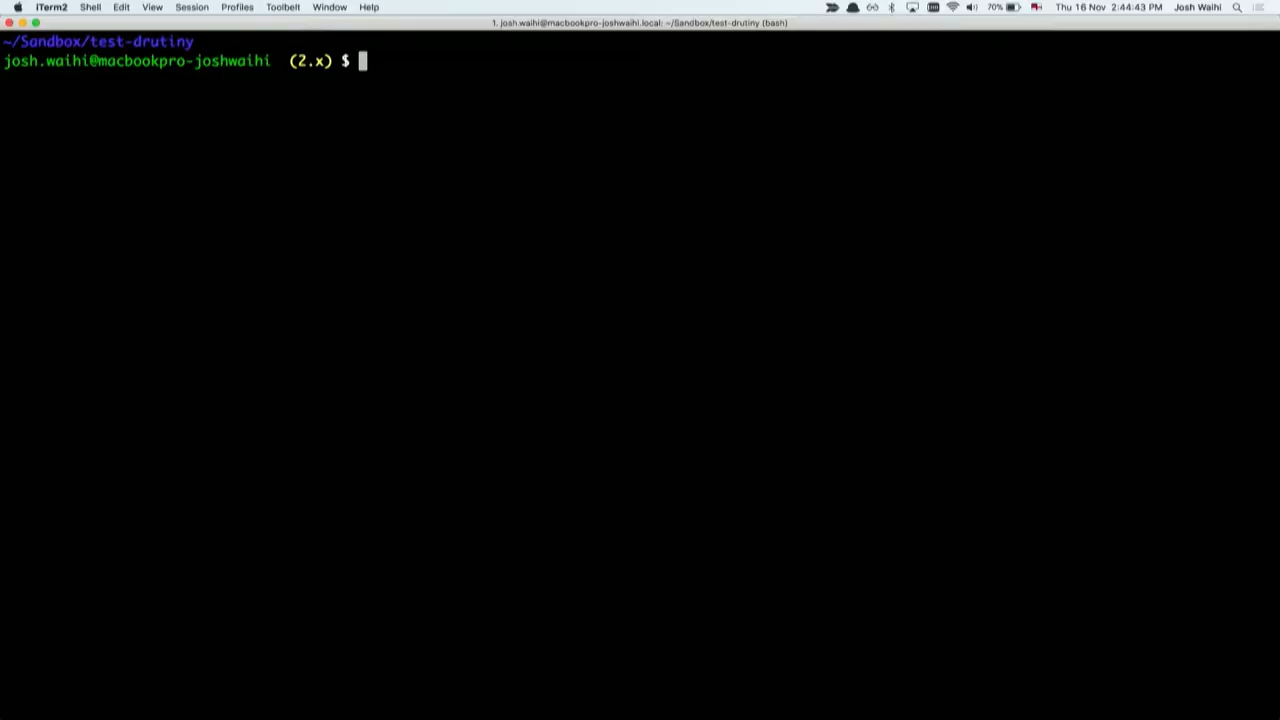 iTerm2 Shell Edit View Session Profiles Toolbelt Window Help 70% Thu 16 Nov 2:44:43 PM Josh Waihi
1. josh.waihi@macbookpro-joshwaihi.local: ~/Sandbox/test-drutiny (bash)
~/Sandbox/test-drutiny
josh.waihi@macbookpro-joshwaihi (2.x) $